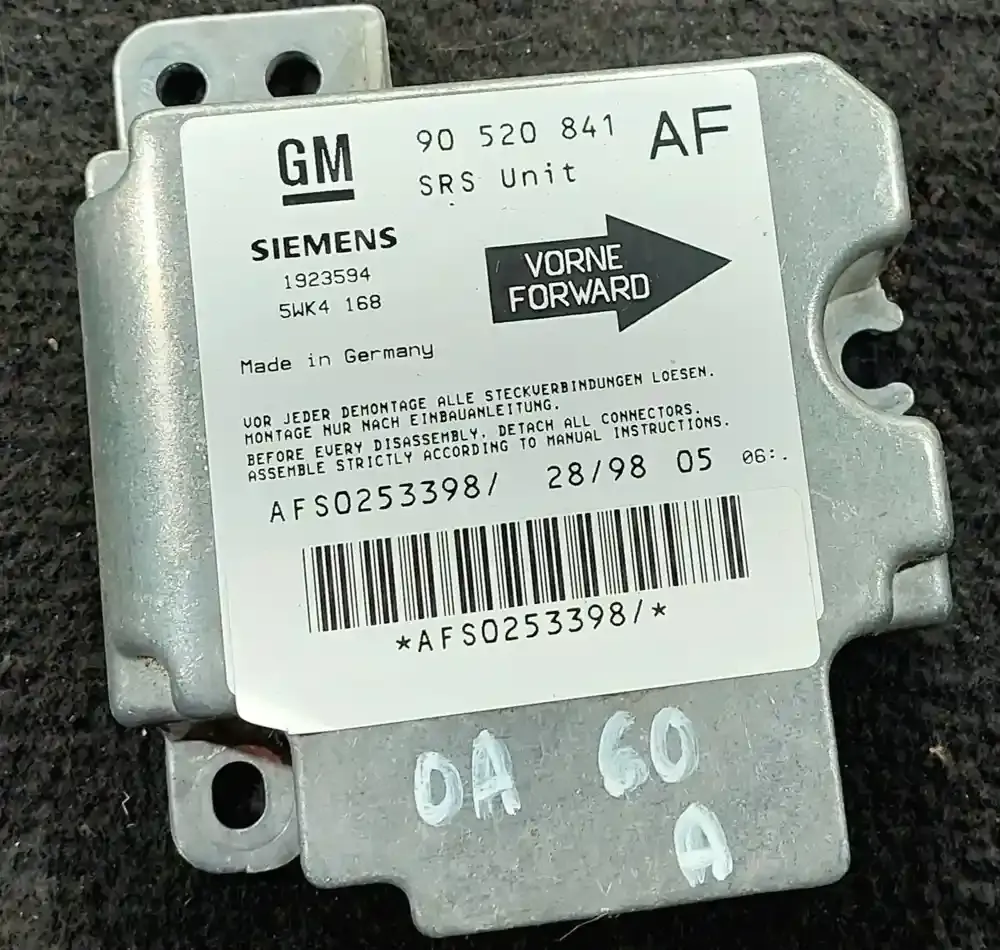 GM
90 520 841 AF
SRS Unit
SIEMENS
1923594
5WK4 168
VORNE
FORWARD
Made in Germany
VOR JEDER DEMONTAGE ALLE STECKVERBINDUNGEN LOESEN.
MONTAGE NUR NACH EINBAUANLEITUNG.
BEFORE EVERY DISASSEMBLY, DETACH ALL CONNECTORS.
ASSEMBLE STRICTLY ACCORDING TO MANUAL INSTRUCTIONS.
AFS0253398/ 28/98 05 06:.
*AFS0253398/*
DA 60
A